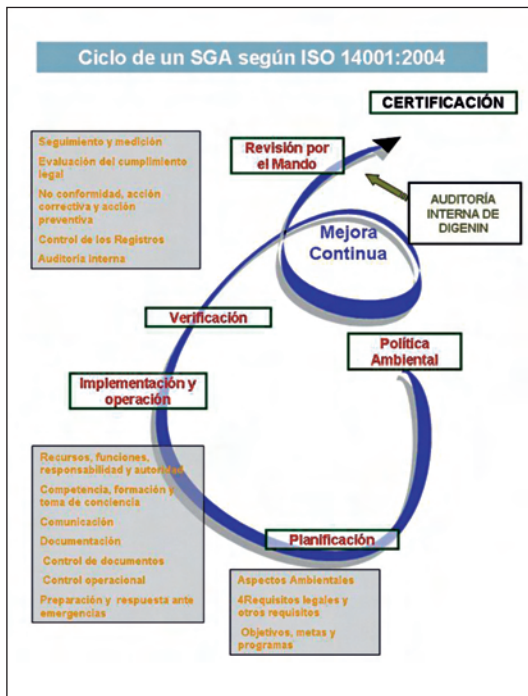 Ciclo de un SGA según ISO 14001:2004
CERTIFICACIÓN
Seguimiento y medición
Evaluación del cumplimiento
legal
No conformidad, acción
correctiva y acción
preventiva
Control de los Registros
Auditoría interna
Revisión por
el Mando
AUDITORÍA
INTERNA DE
DIGENIN
Mejora
Continua
Verificación
Política
Ambiental
Implementación y
operación
Recursos, funciones,
responsabilidad y autoridad
Competencia, formación y
toma de conciencia
Comunicación
Documentación
Control de documentos
Control operacional
Preparación y respuesta ante
emergencias
Planificación
Aspectos Ambientales
4Requisitos legales y
otros requisitos
Objetivos, metas y
programas